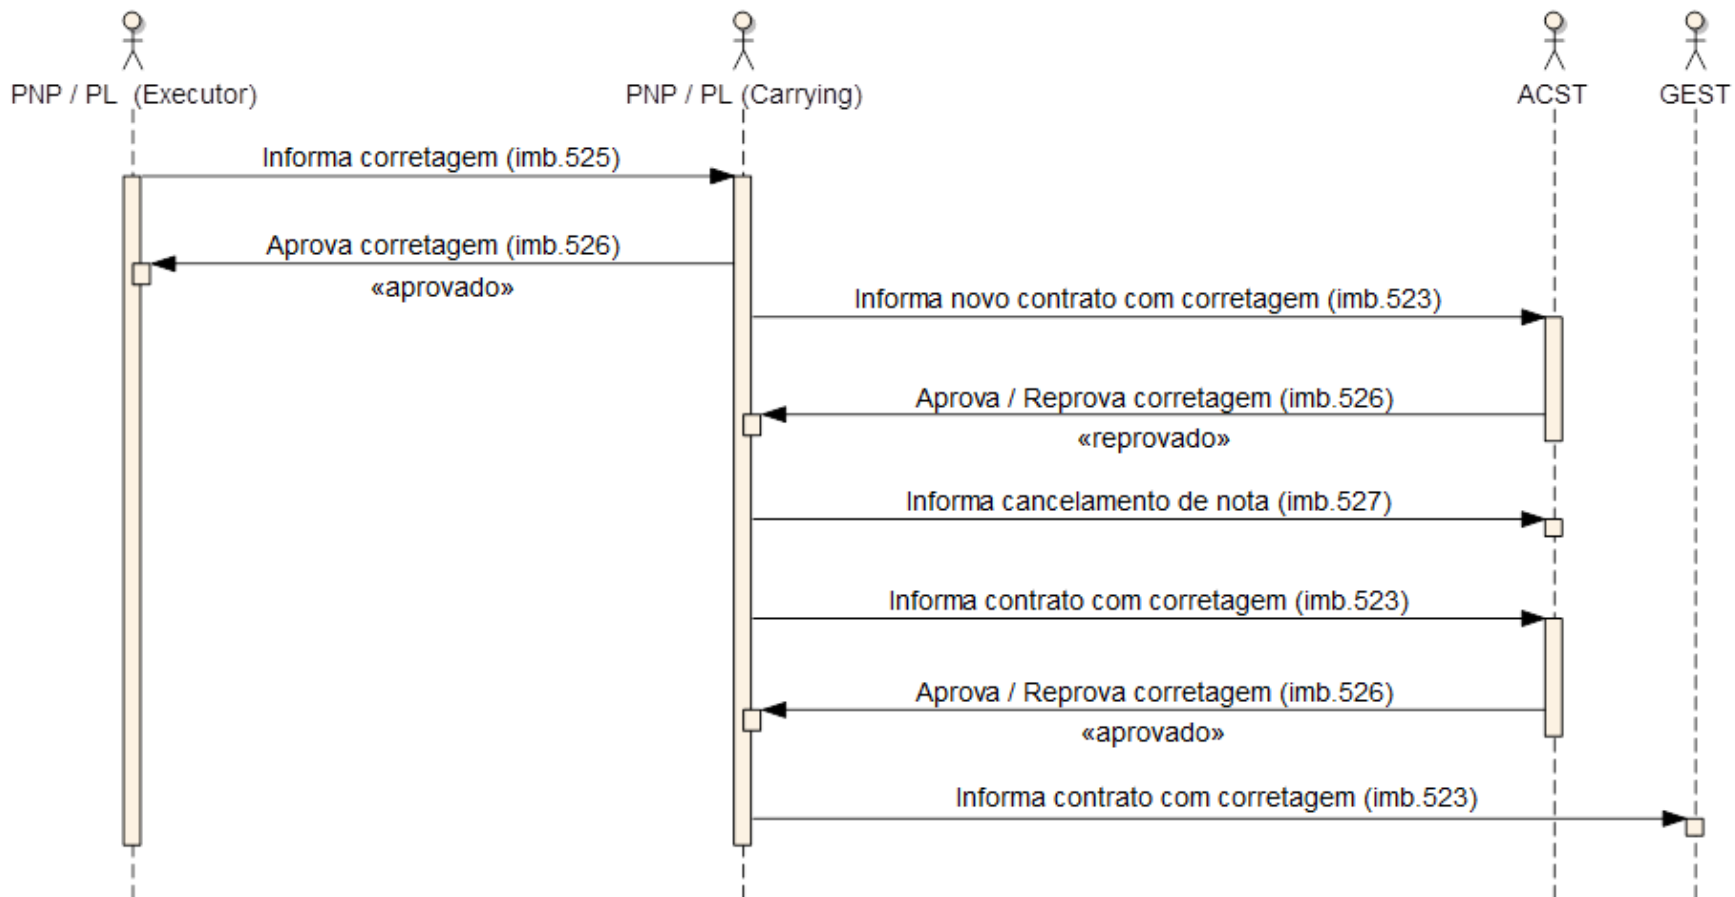 PNP / PL (Executor)
PNP / PL (Carrying)
ACST
GEST
Informa corretagem (imb.525)
Aprova corretagem (imb.526)
«aprovado»
Informa novo contrato com corretagem (imb.523)
Aprova / Reprova corretagem (imb.526)
«reprovado»
Informa cancelamento de nota (imb.527)
Informa contrato com corretagem (imb.523)
Aprova / Reprova corretagem (imb.526)
«aprovado»
Informa contrato com corretagem (imb.523)